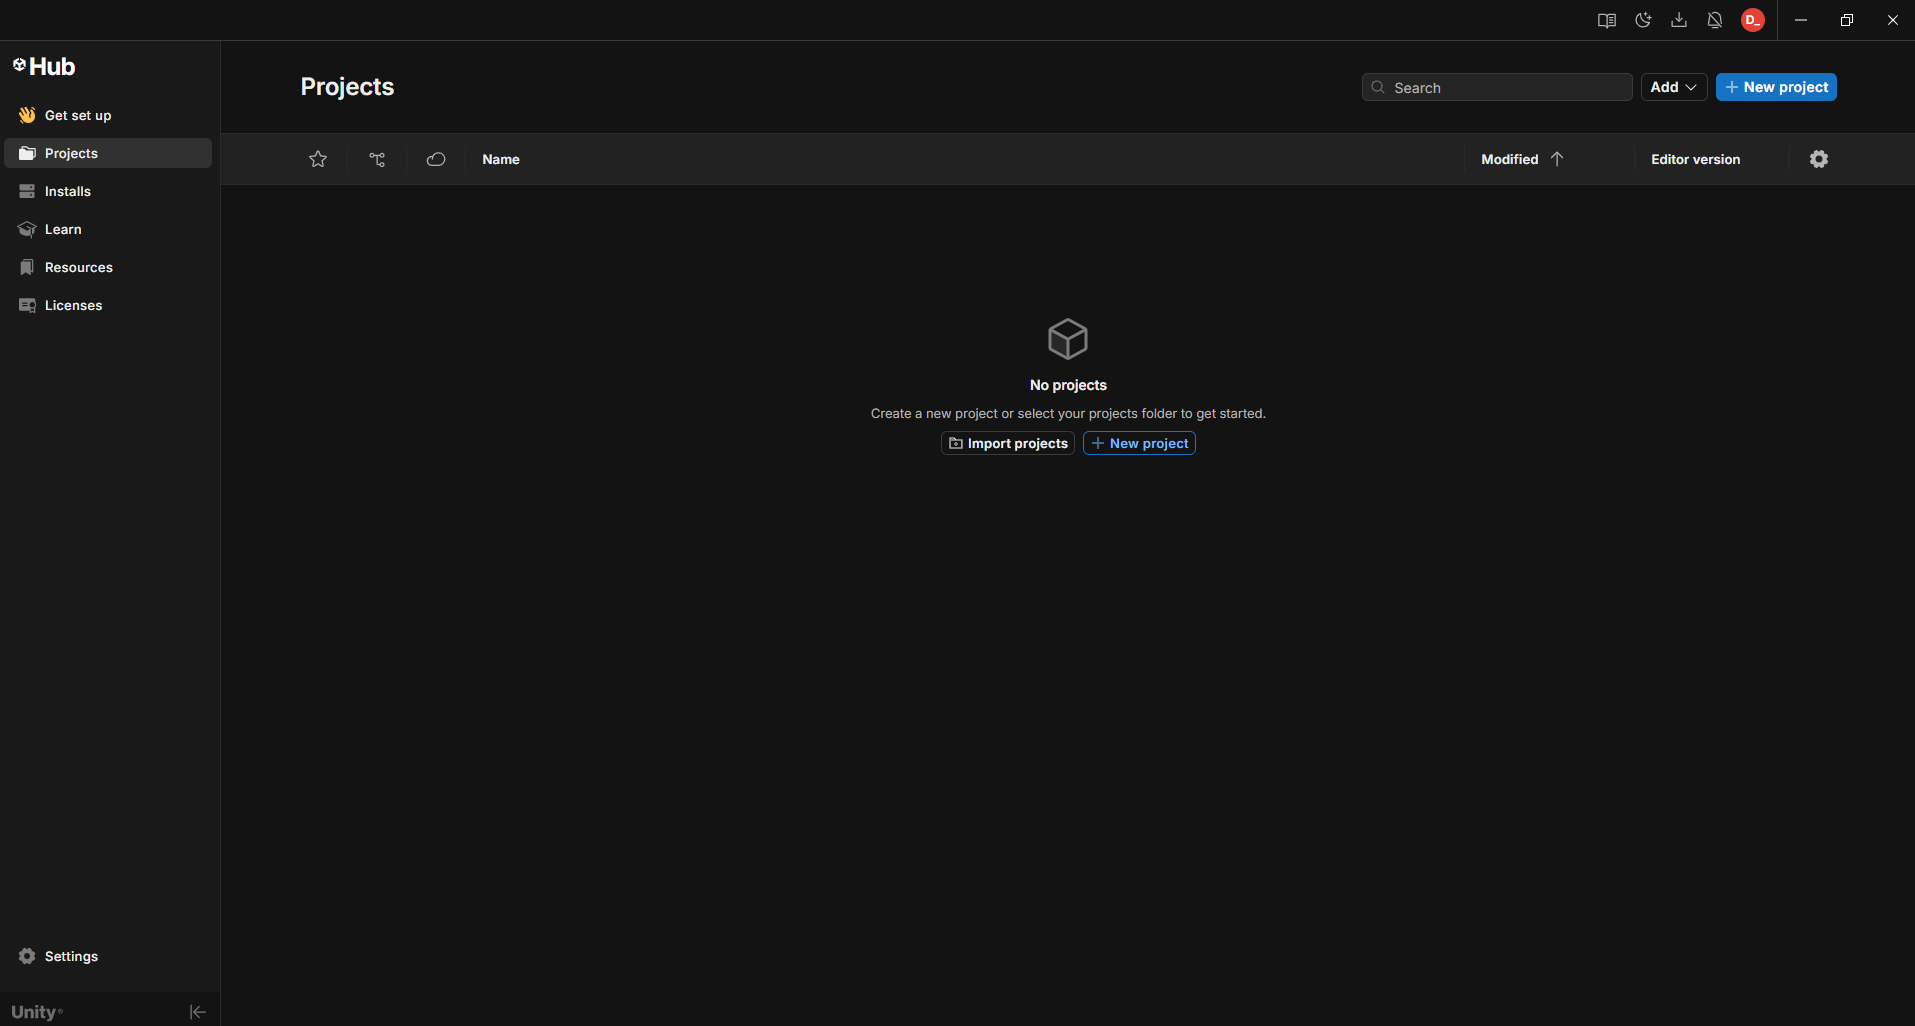 D_
Hub
Get set up
Projects
Installs
Learn
Resources
Licenses
Settings
Unity®
Projects
Search
Add
New project
Name
Modified
Editor version
No projects
Create a new project or select your projects folder to get started.
Import projects
New project